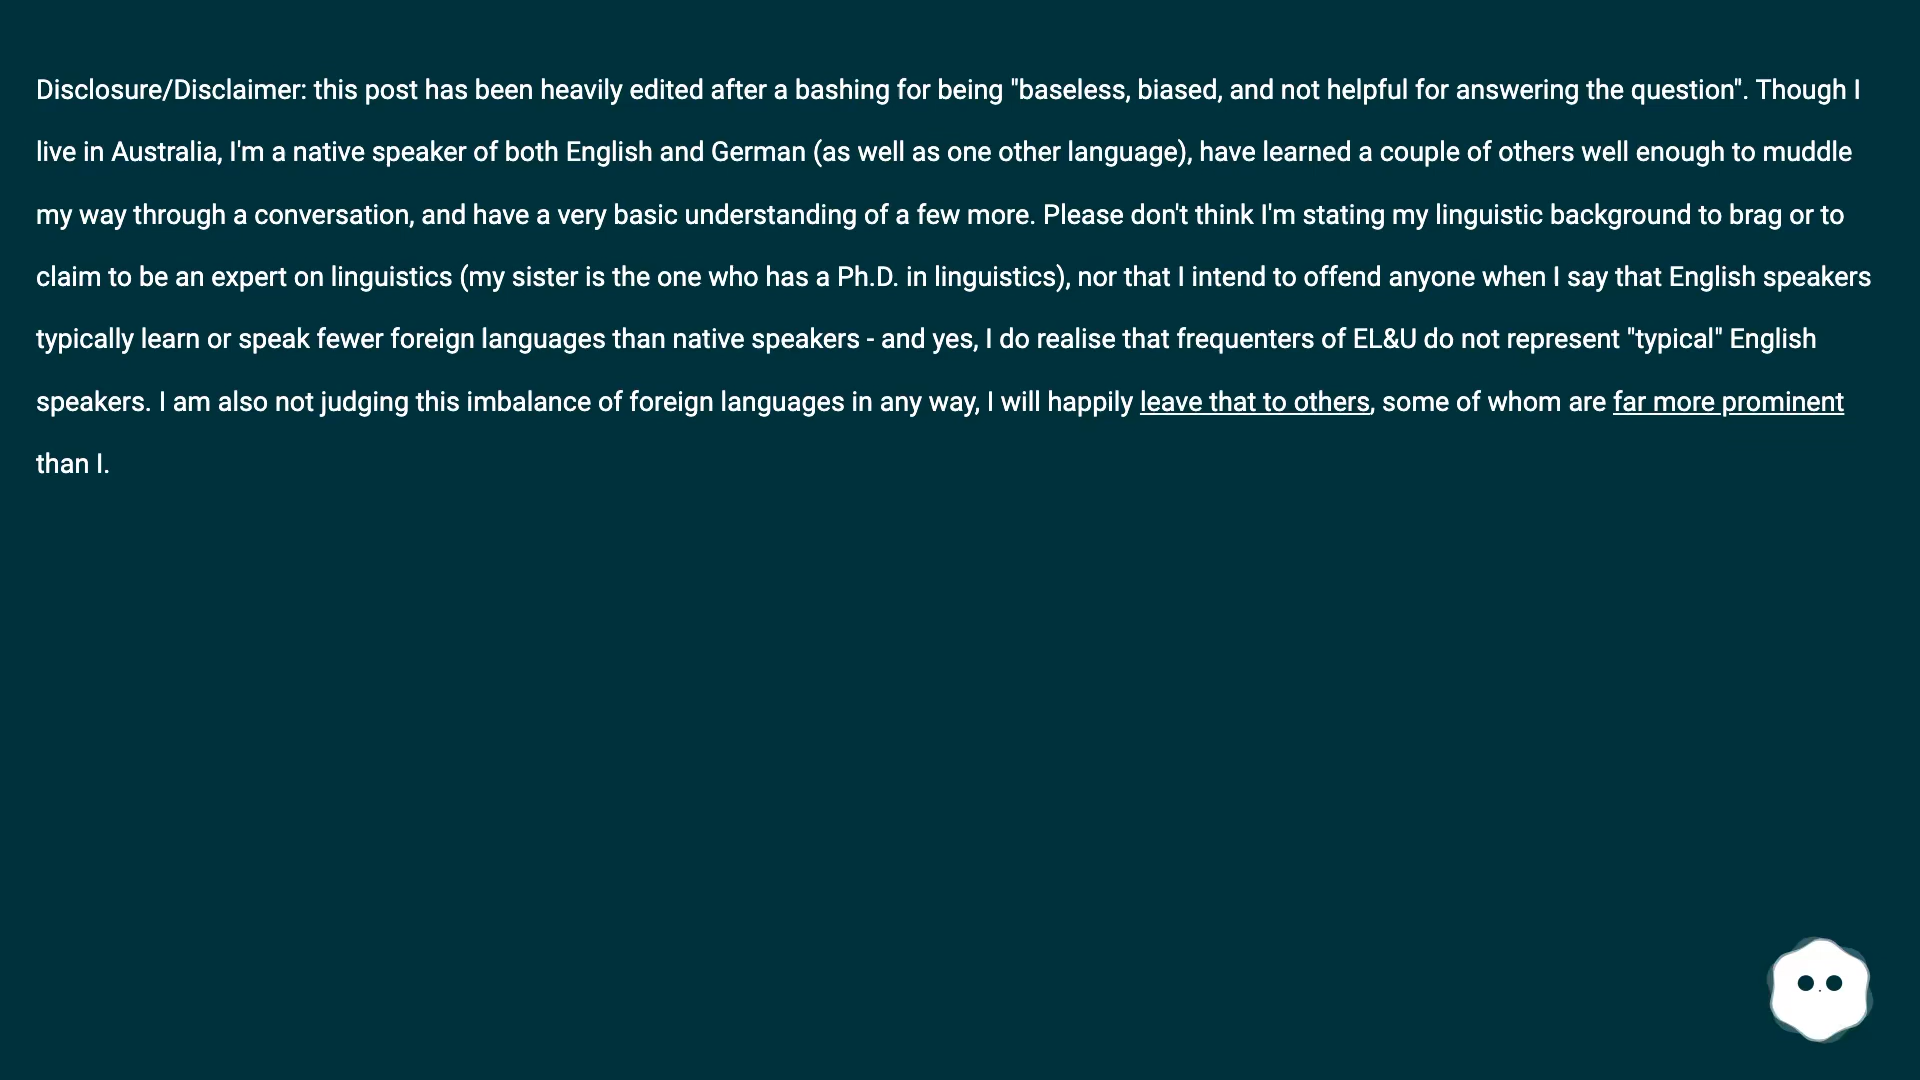 Disclosure/Disclaimer: this post has been heavily edited after a bashing for being "baseless, biased, and not helpful for answering the question". Though I
live in Australia, I'm a native speaker of both English and German (as well as one other language), have learned a couple of others well enough to muddle
my way through a conversation, and have a very basic understanding of a few more. Please don't think I'm stating my linguistic background to brag or to
claim to be an expert on linguistics (my sister is the one who has a Ph.D. in linguistics), nor that I intend to offend anyone when I say that English speakers
typically learn or speak fewer foreign languages than native speakers - and yes, I do realise that frequenters of EL&U do not represent "typical" English
speakers. I am also not judging this imbalance of foreign languages in any way, I will happily leave that to others, some of whom are far more prominent
than I.